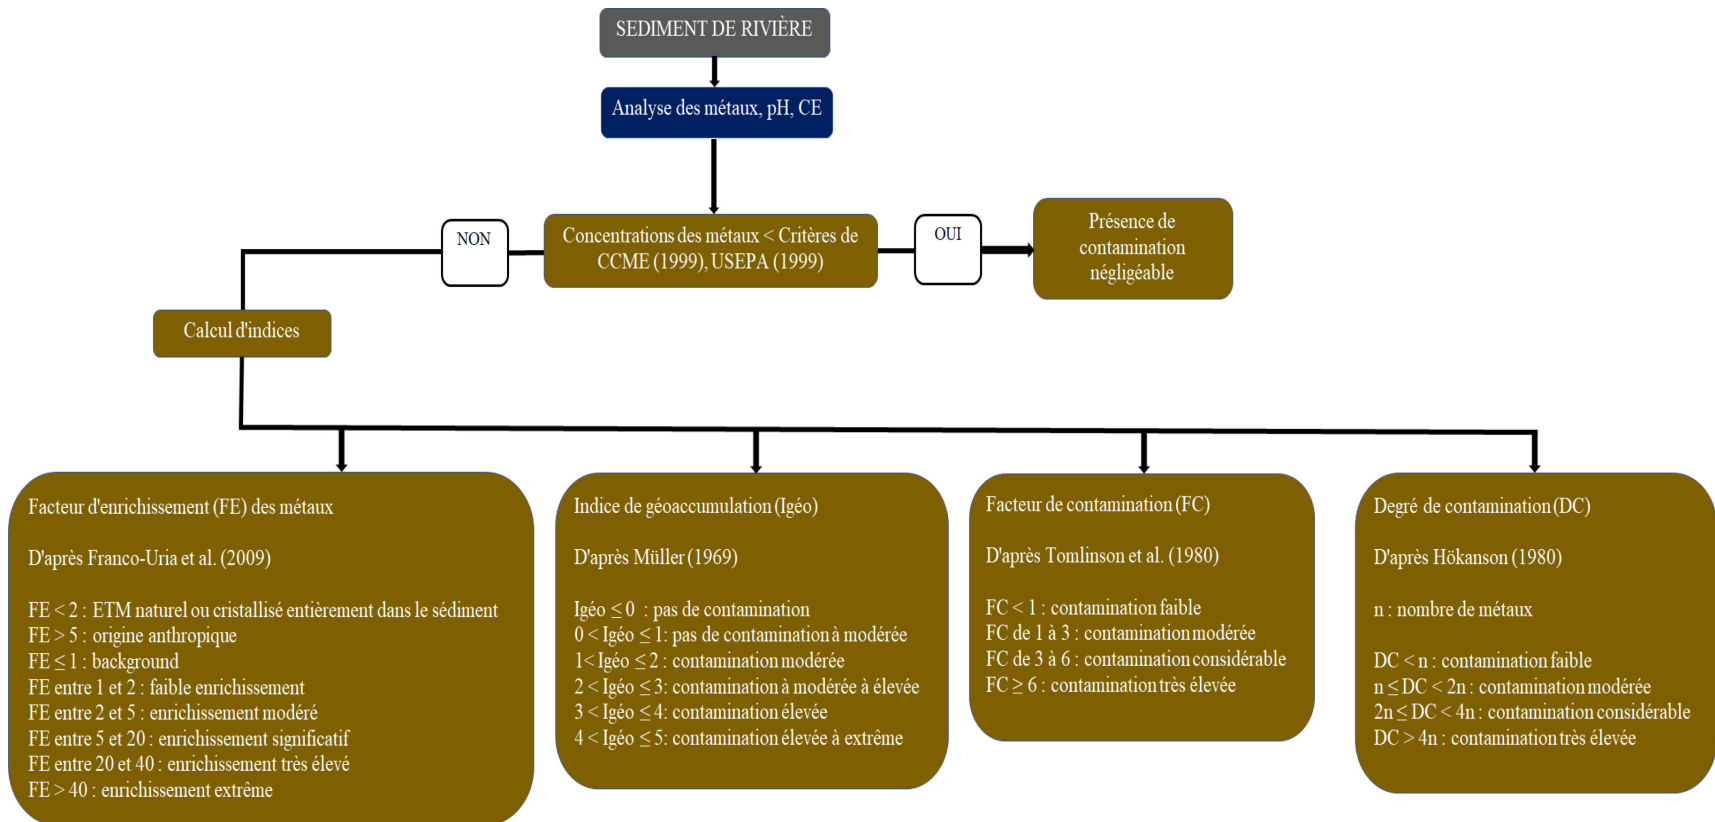 SEDIMENT DE RIVIÈRE
Analyse des métaux, pH, CE
NON
Concentrations des métaux < Critères de
CCME (1999), USEPA (1999)
OUI
Présence de
contamination
négligéable
Calcul d'indices
Facteur d'enrichissement (FE) des métaux
D'après Franco-Uria et al. (2009)
FE < 2 : ETM naturel ou cristallisé entièrement dans le sédiment
FE > 5 : origine anthropique
FE ≤ 1 : background
FE entre 1 et 2 : faible enrichissement
FE entre 2 et 5 : enrichissement modéré
FE entre 5 et 20 : enrichissement significatif
FE entre 20 et 40 : enrichissement très élevé
FE > 40 : enrichissement extrême
Indice de géoaccumulation (Igéo)
D'après Müller (1969)
Igéo ≤ 0 : pas de contamination
0 < Igéo ≤ 1: pas de contamination à modérée
1< Igéo ≤ 2 : contamination modérée
2 < Igéo ≤ 3: contamination à modérée à élevée
3 < Igéo ≤ 4: contamination élevée
4 < Igéo ≤ 5: contamination élevée à extrême
Facteur de contamination (FC)
D'après Tomlinson et al. (1980)
FC < 1 : contamination faible
FC de 1 à 3 : contamination modérée
FC de 3 à 6 : contamination considérable
FC ≥ 6 : contamination très élevée
Degré de contamination (DC)
D'après Hökanson (1980)
n : nombre de métaux
DC < n : contamination faible
n ≤ DC < 2n : contamination modérée
2n ≤ DC < 4n : contamination considérable
DC > 4n : contamination très élevée